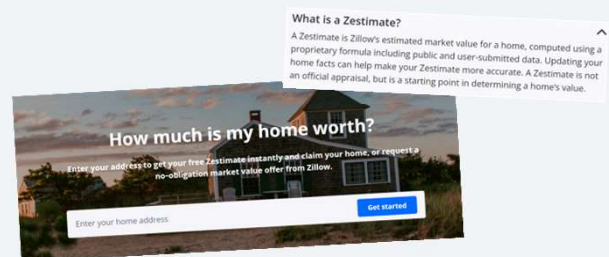 What is a Zestimate?
A Zestimate is Zillow's estimated market value for a home, computed using a
proprietary formula including public and user-submitted data. Updating your
home facts can help make your Zestimate more accurate. A Zestimate is not
an official appraisal, but is a starting point in determining a home's value.
How much is my home worth?
Enter your address to get your free Zestimate instantly and claim your home, or request a
no-obligation market value offer from Zillow.
Enter your home address
Get started